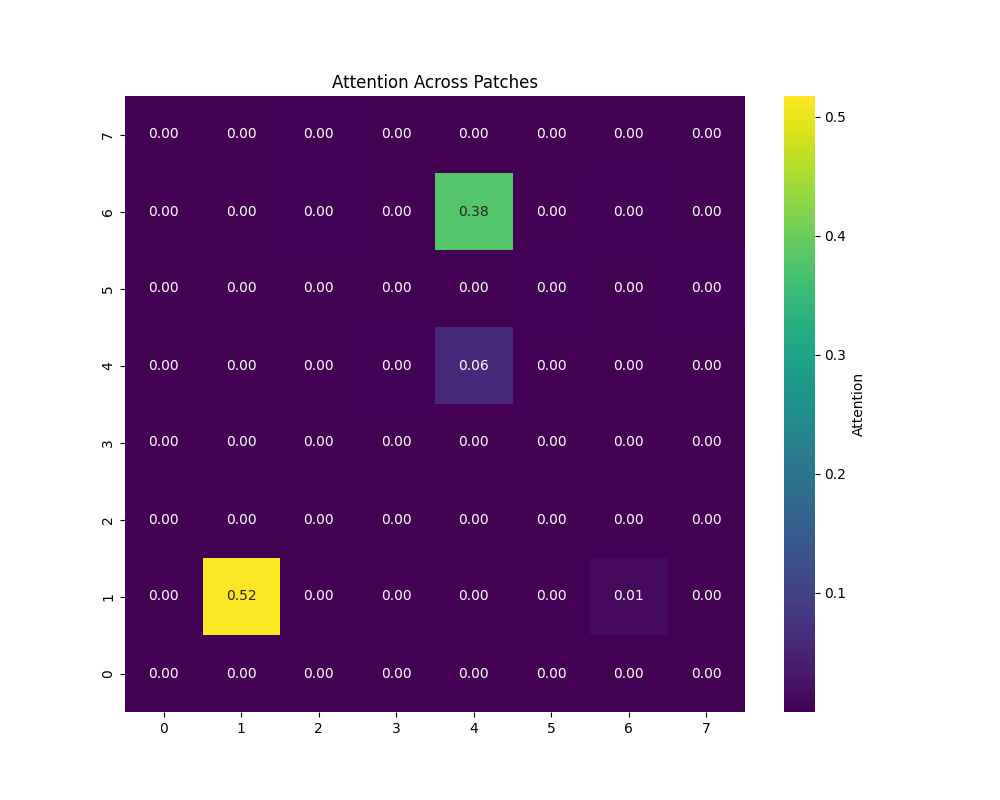 Attention Across Patches
7 0.00 0.00 0.00 0.00 0.00 0.00 0.00 0.00
6 0.00 0.00 0.00 0.00 0.38 0.00 0.00 0.00
5 0.00 0.00 0.00 0.00 0.00 0.00 0.00 0.00
4 0.00 0.00 0.00 0.00 0.06 0.00 0.00 0.00
3 0.00 0.00 0.00 0.00 0.00 0.00 0.00 0.00
2 0.00 0.00 0.00 0.00 0.00 0.00 0.00 0.00
1 0.00 0.52 0.00 0.00 0.00 0.00 0.01 0.00
0 0.00 0.00 0.00 0.00 0.00 0.00 0.00 0.00
0 1 2 3 4 5 6 7
0.5
0.4
0.3
0.2
0.1
Attention